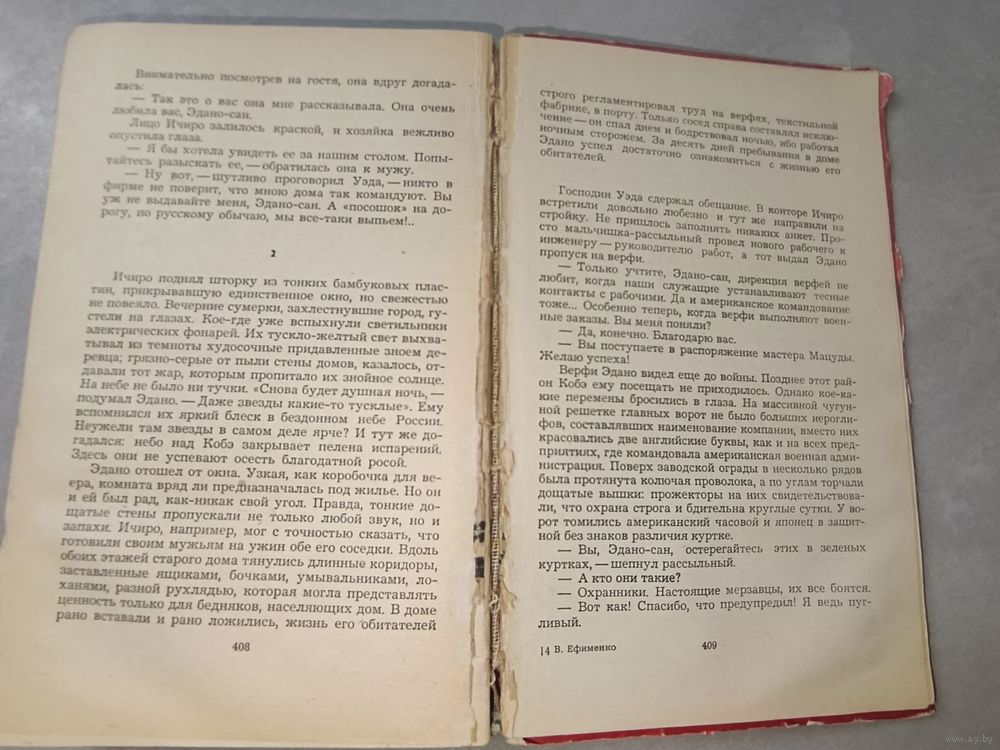 Внимательно посмотрев на гостя, она вдруг догада-
лась:
— Так это о вас она мне рассказывала. Она очень
любила вас, Эдано-сан.
Лицо Ичиро залилось краской, и хозяйка вежливо
опустила глаза.
— Я бы хотела увидеть ее за нашим столом. Попы-
тайтесь разыскать ее, — обратилась она к мужу.
— Ну вот, — шутливо проговорил Уэда, — никто в
фирме не поверит, что мною дома так командуют. Вы
уж не выдавайте меня, Эдано-сан. А «посошок» на до-
рогу, по русскому обычаю, мы все-таки выпьем!..
2
Ичиро поднял шторку из тонких бамбуковых плас-
тин, прикрывавшую единственное окно, но свежестью
не повеяло. Вечерние сумерки, захлестнувшие город, гу-
стели на глазах. Кое-где уже вспыхнули светильники
электрических фонарей. Их тускло-желтый свет выхва-
тывал из темноты худосочные придавленные зноем де-
ревца; грязно-серые от пыли стены домов, казалось, от-
давали тот жар, которым пропитало их знойное солнце.
На небе не было ни тучки. «Снова будет душная ночь, —
подумал Эдано. — Даже звезды какие-то тусклые». Ему
вспомнился их яркий блеск в бездонном небе России.
Неужели там звезды в самом деле ярче? И тут же до-
гадался: небо над Кобэ закрывает пелена испарений.
Здесь они не успевают осесть благодатной росой.
Эдано отошел от окна. Узкая, как коробочка для ве-
ера, комната вряд ли предназначалась под жилье. Но он
и ей был рад, как-никак свой угол. Правда, тонкие до-
щатые стены пропускали не только любой звук, но и
запахи. Ичиро, например, мог с точностью сказать, что
готовили своим мужьям на ужин обе его соседки. Вдоль
обоих этажей старого дома тянулись длинные коридоры,
заставленные ящиками, бочками, умывальниками, ло-
ханями, разной рухлядью, которая могла представлять
ценность только для бедняков, населяющих дом. В доме
рано вставали и рано ложились, жизнь его обитателей
408
строго регламентировал труд на верфях, текстильной
фабрике, в порту. Только сосед справа составлял исклю-
чение — он спал днем и бодрствовал ночью, ибо работал
ночным сторожем. За десять дней пребывания в доме
Эдано успел достаточно ознакомиться с жизнью его
обитателей.
Господин Уэда сдержал обещание. В конторе Ичиро
встретили довольно любезно и тут же направили на
стройку. Не пришлось заполнять никаких анкет. Про-
сто мальчишка-рассыльный провел нового рабочего к
инженеру — руководителю работ, а тот выдал Эдано
пропуск на верфи.
— Только учтите, Эдано-сан, дирекция верфей не
любит, когда наши служащие устанавливают тесные
контакты с рабочими. Да и американское командование
тоже... Особенно теперь, когда верфи выполняют воен-
ные заказы. Вы меня поняли?
— Да, конечно. Благодарю вас.
— Вы поступаете в распоряжение мастера Мацуды.
Желаю успеха!
Верфи Эдано видел еще до войны. Позднее этот рай-
он Кобэ ему посещать не приходилось. Однако кое-ка-
кие перемены бросились в глаза. На массивной чугун-
ной решетке главных ворот не было больших иерогли-
фов, составлявших наименование компании, вместо них
красовались две английские буквы, как и на всех пред-
приятиях, где командовала американская военная адми-
нистрация. Поверх заводской ограды в несколько рядов
была протянута колючая проволока, а по углам торчали
дощатые вышки: прожекторы на них свидетельствова-
ли, что охрана строга и бдительна круглые сутки. У во-
рот томились американский часовой и японец в защит-
ной без знаков различия куртке.
— Вы, Эдано-сан, остерегайтесь этих в зеленых
куртках, — шепнул рассыльный.
— А кто они такие?
— Охранники. Настоящие мерзавцы, их все боятся.
— Вот как! Спасибо, что предупредил! Я ведь пуг-
ливый.
14 В. Ефименко
409
www.ay.by